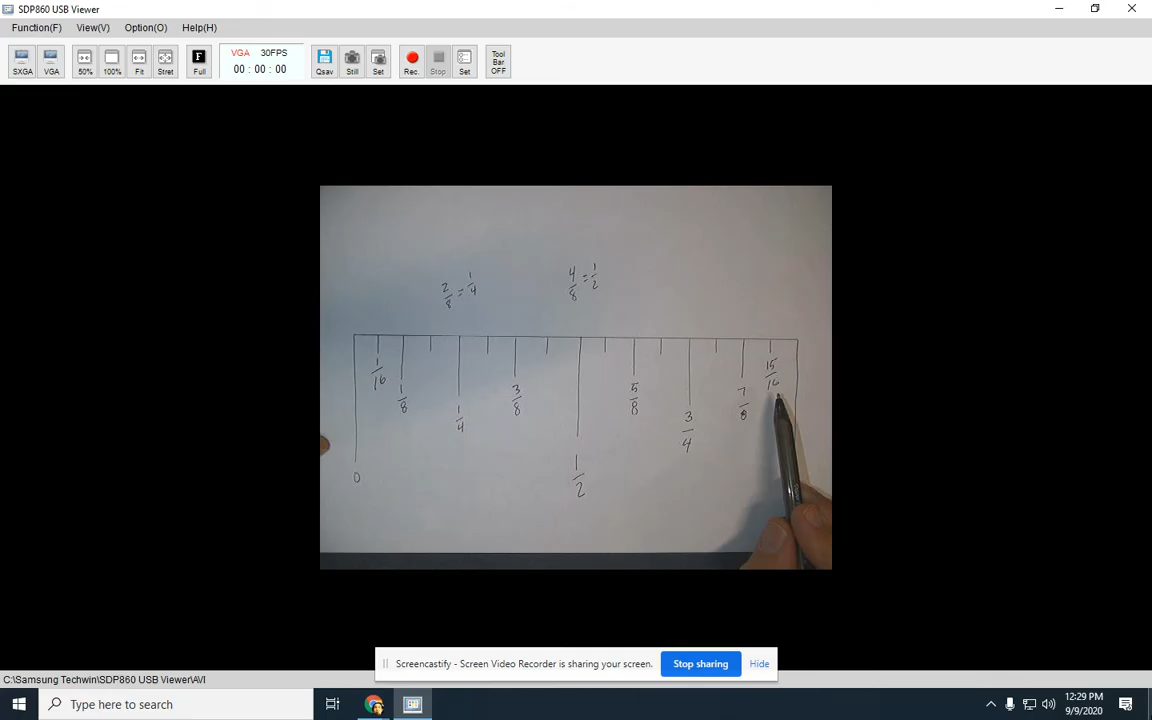 SDP860 USB Viewer
Function(F) View(V) Option(O) Help(H)
VGA 30FPS
00 : 00 : 00
SXGA VGA 50% 100% Fit Stret F Full Qsav Still Set Rec. Stop Set Tool Bar OFF
2/8 = 1/4 4/8 = 1/2
1/16 15/16
1/8 3/8 5/8 7/8
1/4 3/4
0 1/2
Screencastify - Screen Video Recorder is sharing your screen. Stop sharing Hide
C:\Samsung Techwin\SDP860 USB Viewer\AVI
Type here to search
12:29 PM
9/9/2020